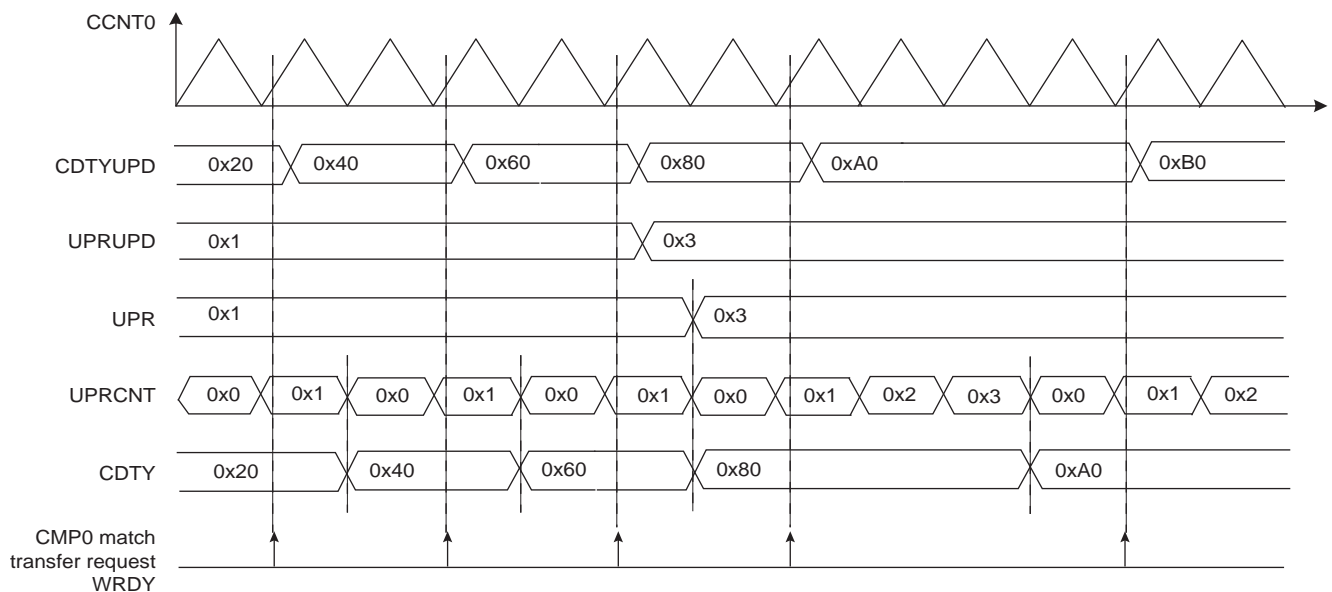 CCNT0
CDTYUPD 0x20 0x40 0x60 0x80 0xA0 0xB0
UPRUPD 0x1 0x3
UPR 0x1 0x3
UPRCNT 0x0 0x1 0x0 0x1 0x0 0x1 0x0 0x1 0x2 0x3 0x0 0x1 0x2
CDTY 0x20 0x40 0x60 0x80 0xA0
CMP0 match
transfer request
WRDY